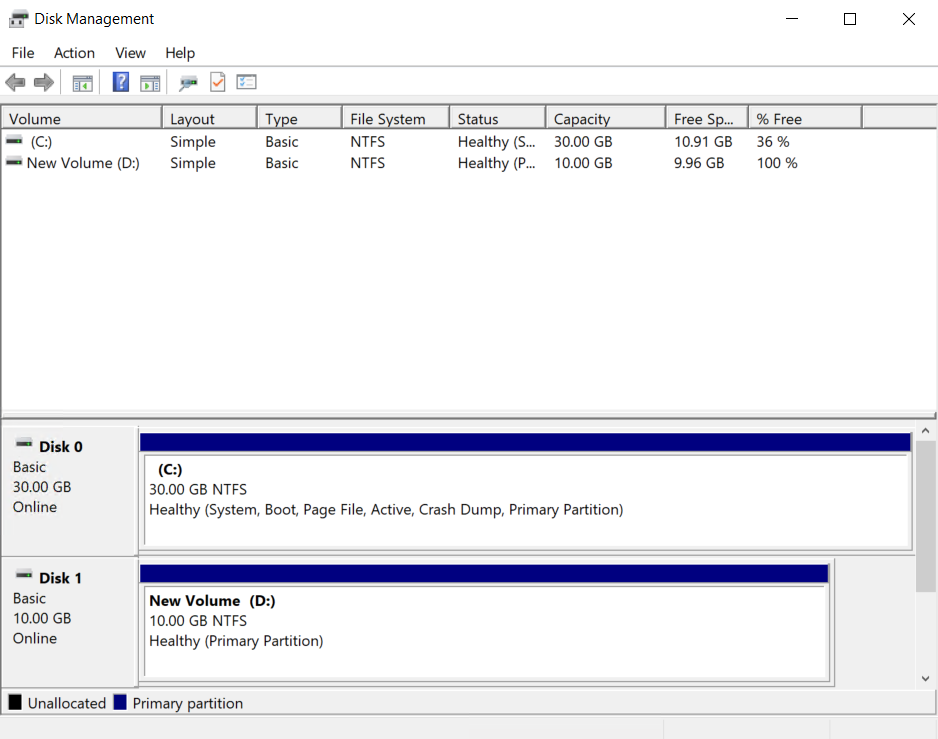 Disk Management
File Action View Help
Volume Layout Type File System Status Capacity Free Sp... % Free
(C:) Simple Basic NTFS Healthy (S... 30.00 GB 10.91 GB 36 %
New Volume (D:) Simple Basic NTFS Healthy (P... 10.00 GB 9.96 GB 100 %
Disk 0
Basic
30.00 GB
Online
(C:)
30.00 GB NTFS
Healthy (System, Boot, Page File, Active, Crash Dump, Primary Partition)
Disk 1
Basic
10.00 GB
Online
New Volume (D:)
10.00 GB NTFS
Healthy (Primary Partition)
Unallocated Primary partition